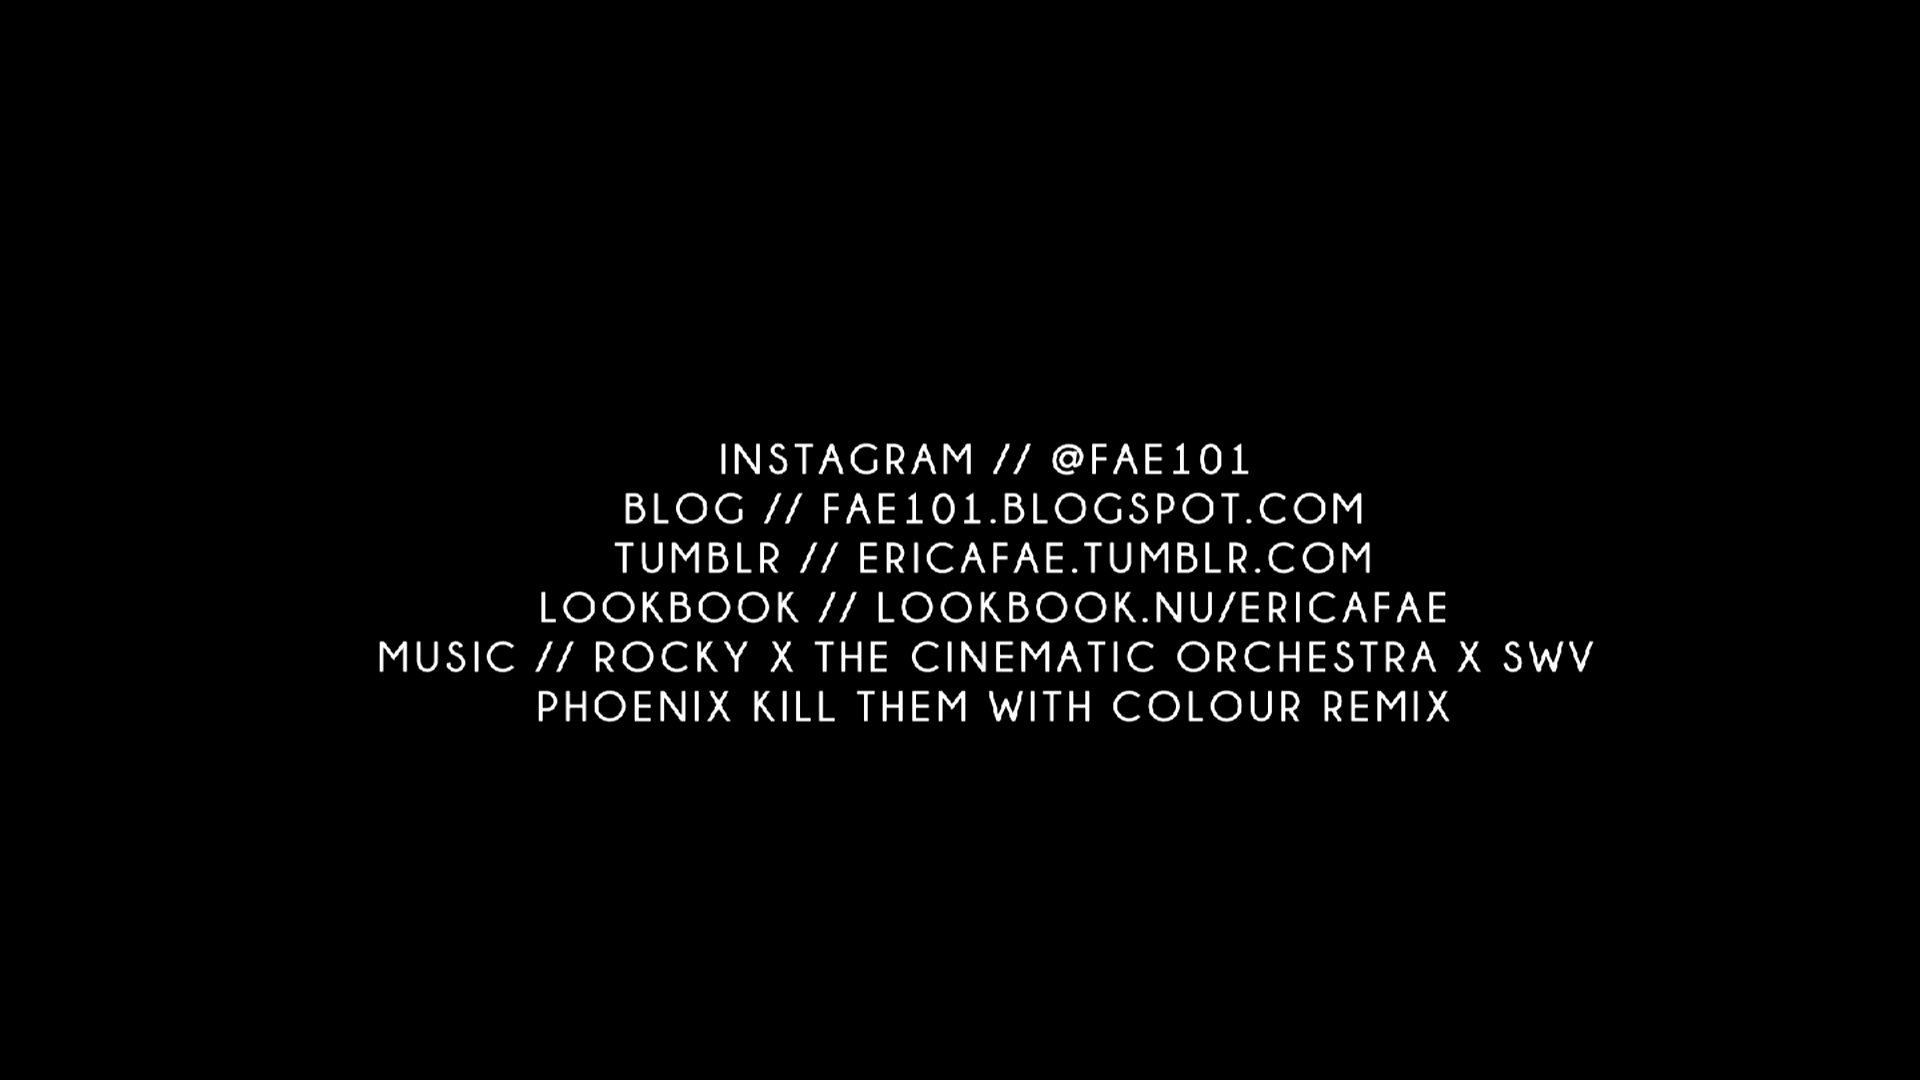 INSTAGRAM // @FAE101
BLOG // FAE101.BLOGSPOT.COM
TUMBLR // ERICAFAE.TUMBLR.COM
LOOKBOOK // LOOKBOOK.NU/ERICAFAE
MUSIC // ROCKY X THE CINEMATIC ORCHESTRA X SWV
PHOENIX KILL THEM WITH COLOUR REMIX